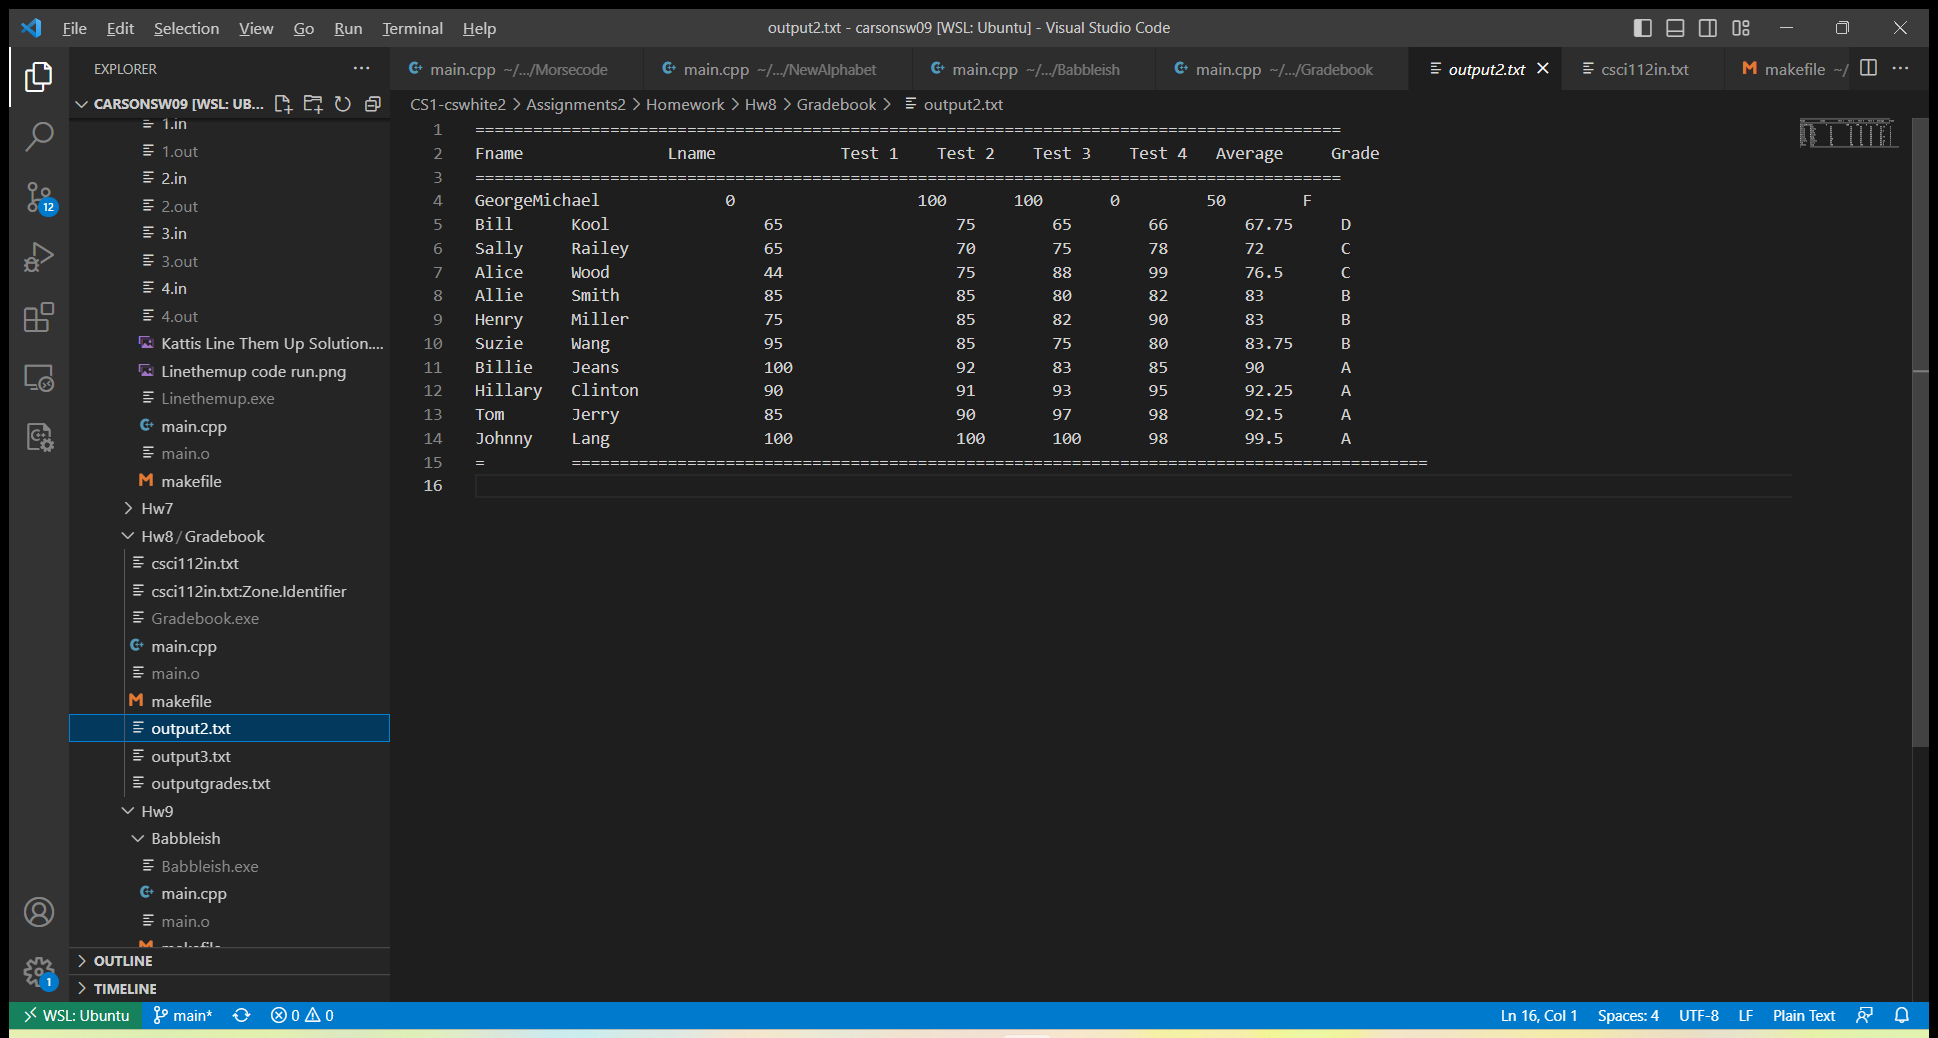 File Edit Selection View Go Run Terminal Help output2.txt - carsonsw09 [WSL: Ubuntu] - Visual Studio Code
EXPLORER
main.cpp ~/.../Morsecode main.cpp ~/.../NewAlphabet main.cpp ~/.../Babbleish main.cpp ~/.../Gradebook output2.txt csci112in.txt makefile ~/
CARSONSW09 [WSL: UB...
CS1-cswhite2 > Assignments2 > Homework > Hw8 > Gradebook > output2.txt
1.in
1.out
2.in
2.out
3.in
3.out
4.in
4.out
Kattis Line Them Up Solution....
Linethemup code run.png
Linethemup.exe
main.cpp
main.o
makefile
Hw7
Hw8 / Gradebook
csci112in.txt
csci112in.txt:Zone.Identifier
Gradebook.exe
main.cpp
main.o
makefile
output2.txt
output3.txt
outputgrades.txt
Hw9
Babbleish
Babbleish.exe
main.cpp
main.o
makefile
OUTLINE
TIMELINE
12
1
1 ==========================================================================================
2 Fname Lname Test 1 Test 2 Test 3 Test 4 Average Grade
3 ==========================================================================================
4 GeorgeMichael 0 100 100 0 50 F
5 Bill Kool 65 75 65 66 67.75 D
6 Sally Railey 65 70 75 78 72 C
7 Alice Wood 44 75 88 99 76.5 C
8 Allie Smith 85 85 80 82 83 B
9 Henry Miller 75 85 82 90 83 B
10 Suzie Wang 95 85 75 80 83.75 B
11 Billie Jeans 100 92 83 85 90 A
12 Hillary Clinton 90 91 93 95 92.25 A
13 Tom Jerry 85 90 97 98 92.5 A
14 Johnny Lang 100 100 100 98 99.5 A
15 = =========================================================================================
16
WSL: Ubuntu main* 0 0 Ln 16, Col 1 Spaces: 4 UTF-8 LF Plain Text